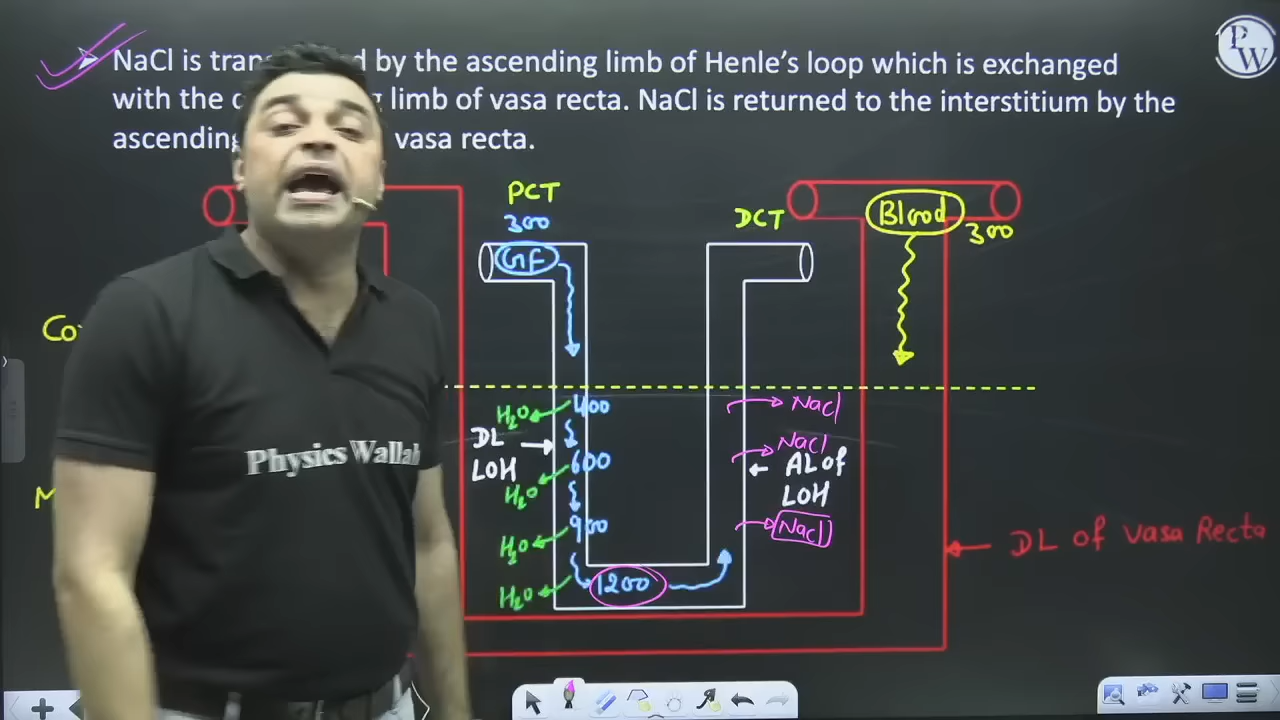 NaCl is by the ascending limb of Henle's loop which is exchanged
with the limb of vasa recta. NaCl is returned to the interstitium by the
vasa recta.
PW
PCT
300
GF
DCT
Blood
300
400
H₂O
NaCl
DL
LOH
600
H₂O
NaCl
AL of
LOH
900
H₂O
NaCl
DL of vasa Recta
1200
H₂O
Physics Wallah